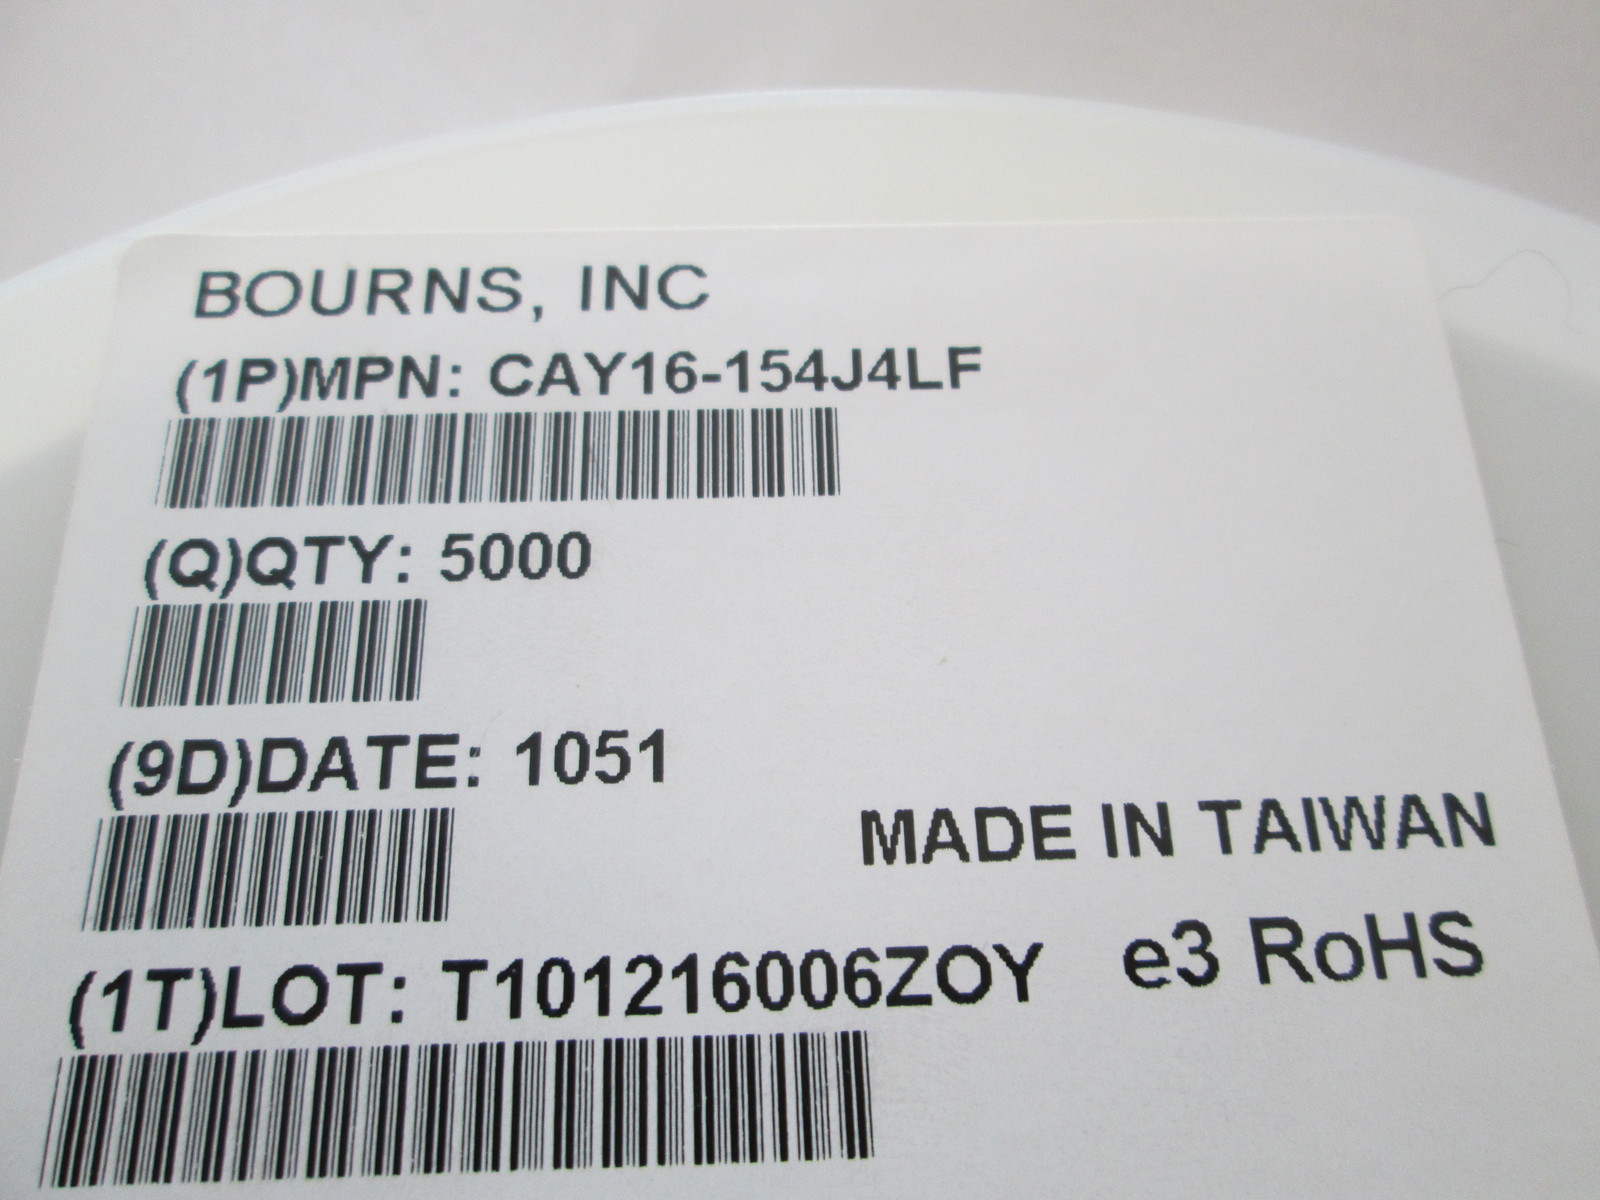 BOURNS, INC
(1P)MPN: CAY16-154J4LF
(Q)QTY: 5000
(9D)DATE: 1051
MADE IN TAIWAN
(1T)LOT: T101216006ZOY e3 RoHS